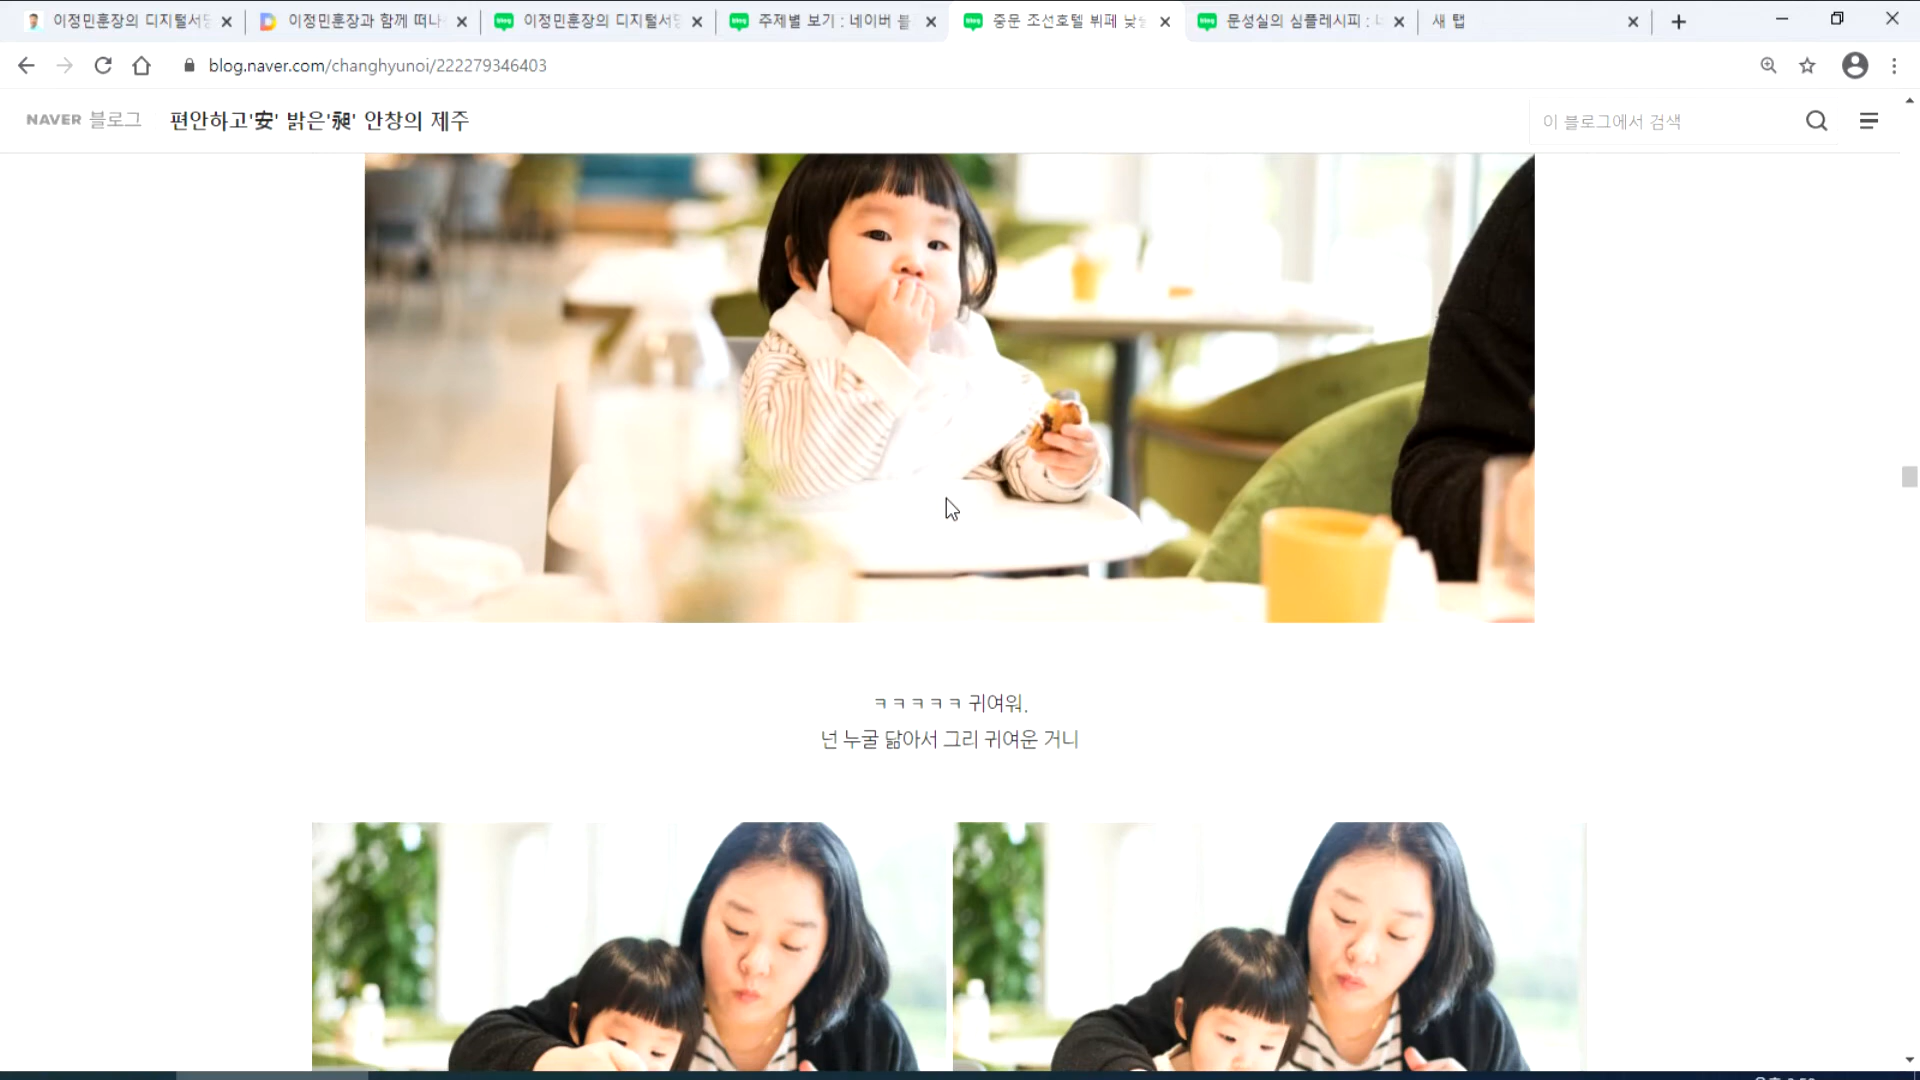 이정민훈장의 디지털서당
이정민훈장과 함께 떠나
이정민훈장의 디지털서당
주제별 보기 : 네이버 블
중문 조선호텔 뷔페 낮
문성실의 심플레시피 :
새 탭
blog.naver.com/changhyunoi/222279346403
NAVER 블로그
편안하고'安' 밝은'昶' 안창의 제주
이 블로그에서 검색
ㅋㅋㅋㅋㅋ 귀여워.
넌 누굴 닮아서 그리 귀여운 거니